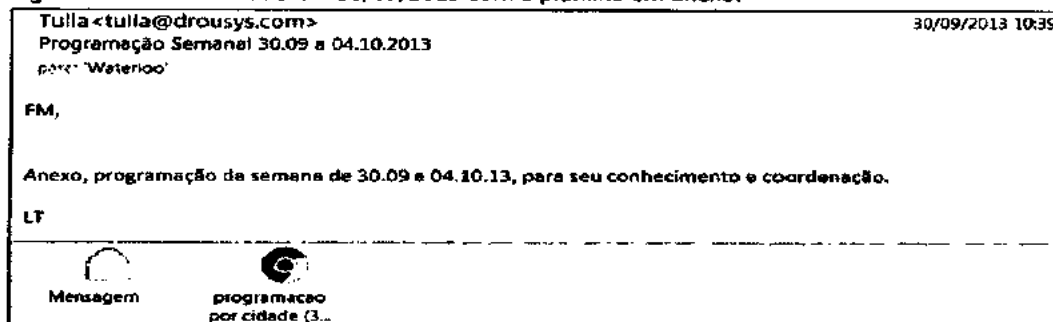 Tulla<tulla@drousys.com>
30/09/2013 10:39
Programação Semanal 30.09 a 04.10.2013
para: 'Waterloo'
FM,
Anexo, programação da semana de 30.09 a 04.10.13, para seu conhecimento e coordenação.
LT
Mensagem
programacao
por cidade (3...